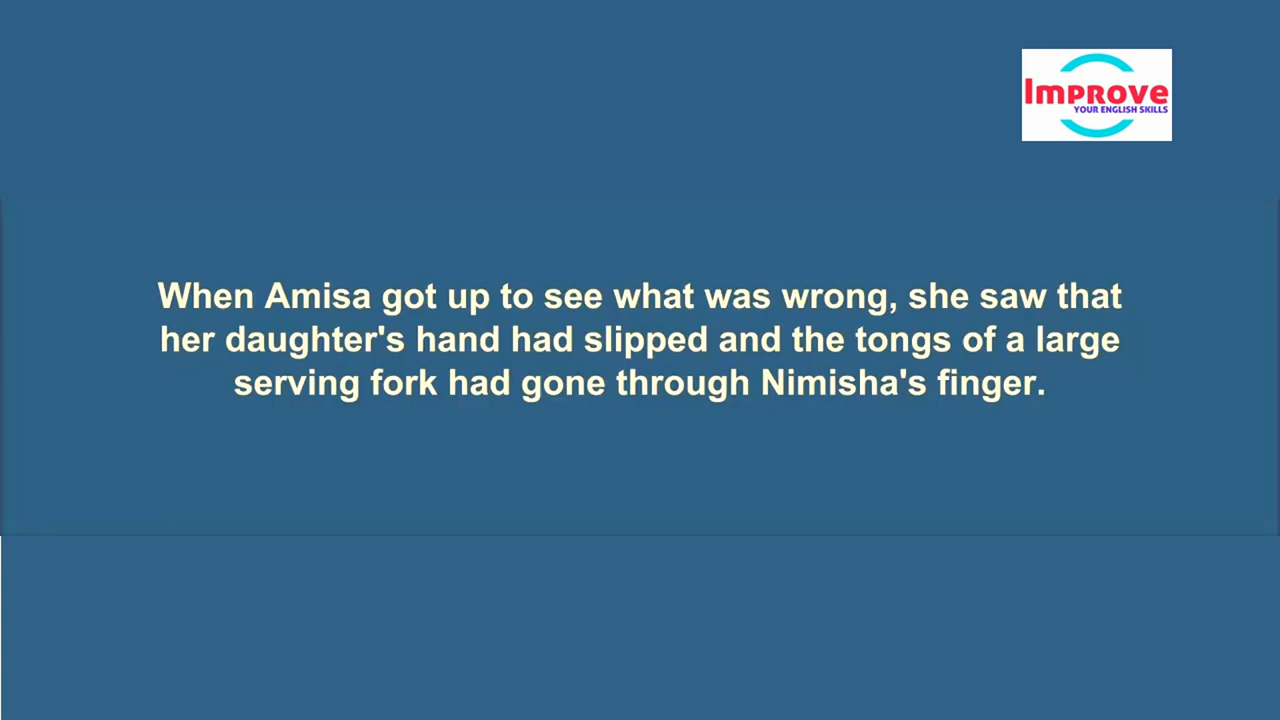 Improve
YOUR ENGLISH SKILLS
When Amisa got up to see what was wrong, she saw that
her daughter's hand had slipped and the tongs of a large
serving fork had gone through Nimisha's finger.